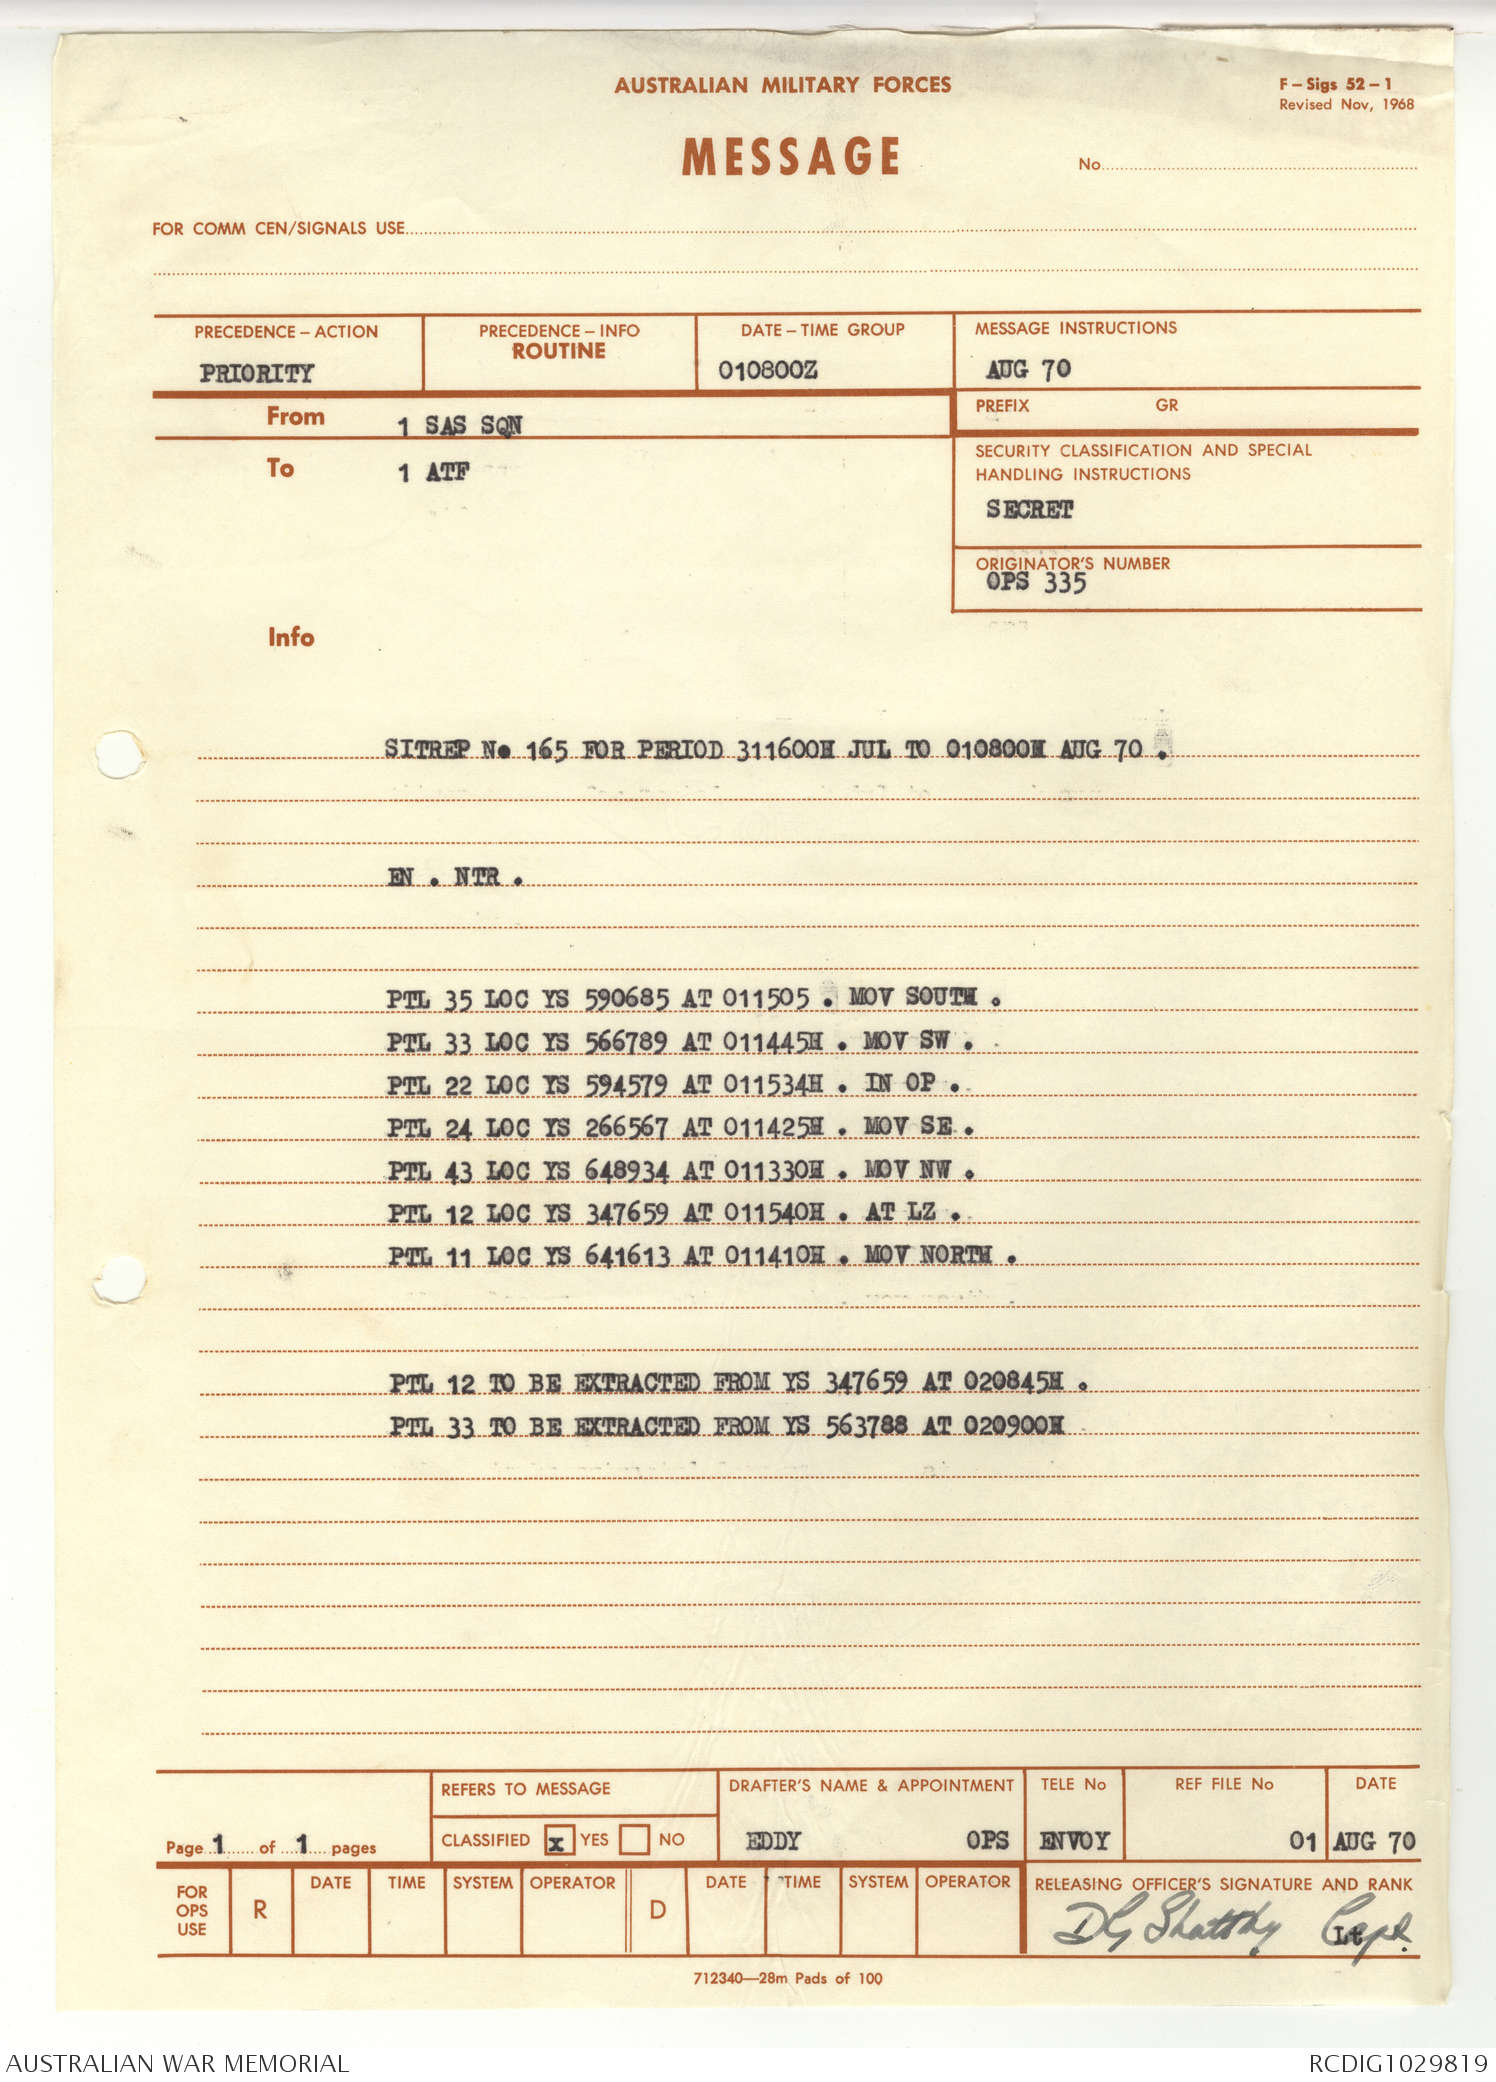 AUSTRALIAN MILITARY FORCES
F – Sigs 52 – 1
Revised Nov, 1968
MESSAGE
No
FOR COMM CEN/SIGNALS USE
PRECEDENCE – ACTION
PRIORITY
PRECEDENCE – INFO
ROUTINE
DATE – TIME GROUP
010800Z
MESSAGE INSTRUCTIONS
AUG 70
From 1 SAS SQN
PREFIX GR
To 1 ATF
SECURITY CLASSIFICATION AND SPECIAL
HANDLING INSTRUCTIONS
SECRET
ORIGINATOR'S NUMBER
OPS 335
Info
SITREP No 165 FOR PERIOD 311600H JUL TO 010800H AUG 70 .
EN . NTR .
PTL 35 LOC YS 590685 AT 011505 . MOV SOUTH .
PTL 33 LOC YS 566789 AT 011445H . MOV SW .
PTL 22 LOC YS 594579 AT 011534H . IN OP .
PTL 24 LOC YS 266567 AT 011425H . MOV SE .
PTL 43 LOC YS 648934 AT 011330H . MOV NW .
PTL 12 LOC YS 347659 AT 011540H . AT LZ .
PTL 11 LOC YS 641613 AT 011410H . MOV NORTH .
PTL 12 TO BE EXTRACTED FROM YS 347659 AT 020845H .
PTL 33 TO BE EXTRACTED FROM YS 563788 AT 020900H
Page 1 of 1 pages
REFERS TO MESSAGE
CLASSIFIED x YES NO
DRAFTER'S NAME & APPOINTMENT
EDDY OPS
TELE No
ENVOY
REF FILE No
01
DATE
AUG 70
FOR
OPS
USE
R
DATE TIME SYSTEM OPERATOR
D
DATE TIME SYSTEM OPERATOR
RELEASING OFFICER'S SIGNATURE AND RANK
Lt Capt.
712340—28m Pads of 100
AUSTRALIAN WAR MEMORIAL
RCDIG1029819